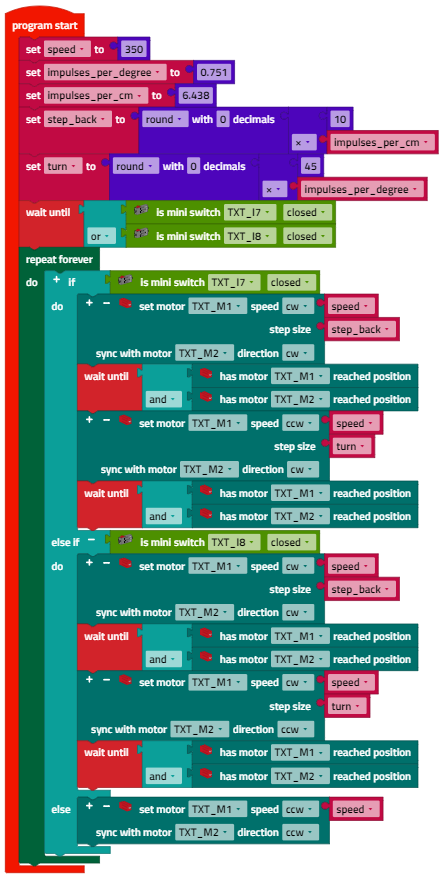 program start
set speed to 350
set impulses_per_degree to 0.751
set impulses_per_cm to 6.438
set step_back to round with 0 decimals 10
× impulses_per_cm
set turn to round with 0 decimals 45
× impulses_per_degree
wait until is mini switch TXT_I7 closed
or is mini switch TXT_I8 closed
repeat forever
do + if is mini switch TXT_I7 closed
do + - set motor TXT_M1 speed cw speed
step size step_back
sync with motor TXT_M2 direction cw
wait until has motor TXT_M1 reached position
and has motor TXT_M2 reached position
+ - set motor TXT_M1 speed ccw speed
step size turn
sync with motor TXT_M2 direction cw
wait until has motor TXT_M1 reached position
and has motor TXT_M2 reached position
else if - is mini switch TXT_I8 closed
do + - set motor TXT_M1 speed cw speed
step size step_back
sync with motor TXT_M2 direction cw
wait until has motor TXT_M1 reached position
and has motor TXT_M2 reached position
+ - set motor TXT_M1 speed cw speed
step size turn
sync with motor TXT_M2 direction ccw
wait until has motor TXT_M1 reached position
and has motor TXT_M2 reached position
else + - set motor TXT_M1 speed ccw speed
sync with motor TXT_M2 direction ccw